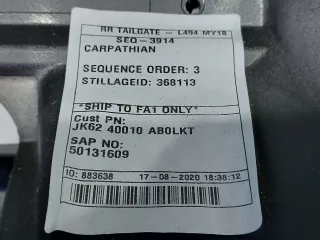 RR TAILGATE - L494 MY18
SEQ-3914
CARPATHIAN
SEQUENCE ORDER: 3
STILLAGEID: 368113
*SHIP TO FA1 ONLY*
Cust PN:
JK62 40010 AB0LKT
SAP NO:
50131609
ID: 883638 17-08-2020 18:38:12